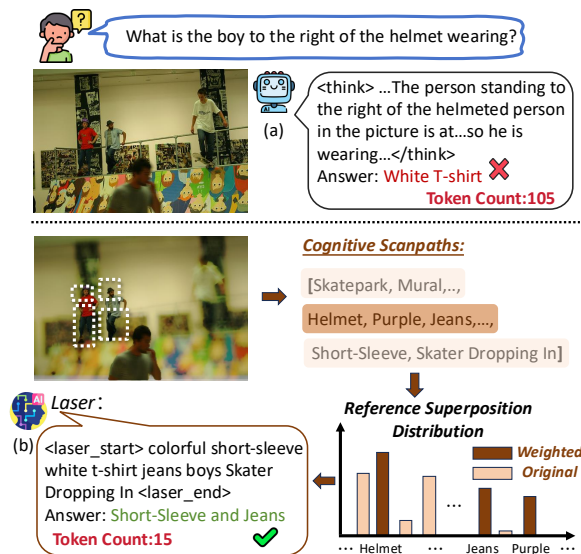 What is the boy to the right of the helmet wearing?
(a)
<think> ...The person standing to
the right of the helmeted person
in the picture is at...so he is
wearing...</think>
Answer: White T-shirt
Token Count:105
Cognitive Scanpaths:
[Skatepark, Mural,..,
Helmet, Purple, Jeans,...,
Short-Sleeve, Skater Dropping In]
AI
Laser:
(b)
<laser_start> colorful short-sleeve
white t-shirt jeans boys Skater
Dropping In <laser_end>
Answer: Short-Sleeve and Jeans
Token Count:15
Reference Superposition
Distribution
Weighted
Original
...
... Helmet ... Jeans Purple ...